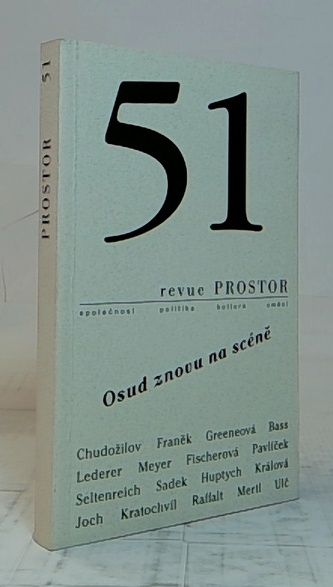 PROSTOR 51
51
revue PROSTOR
společnost politika kultura umění
Osud znovu na scéně
Chudožilov Franěk Greeneová Bass
Lederer Meyer Fischerová Pavlíček
Seltenreich Sadek Huptych Králová
Joch Kratochvíl Raffalt Mertl Ulč